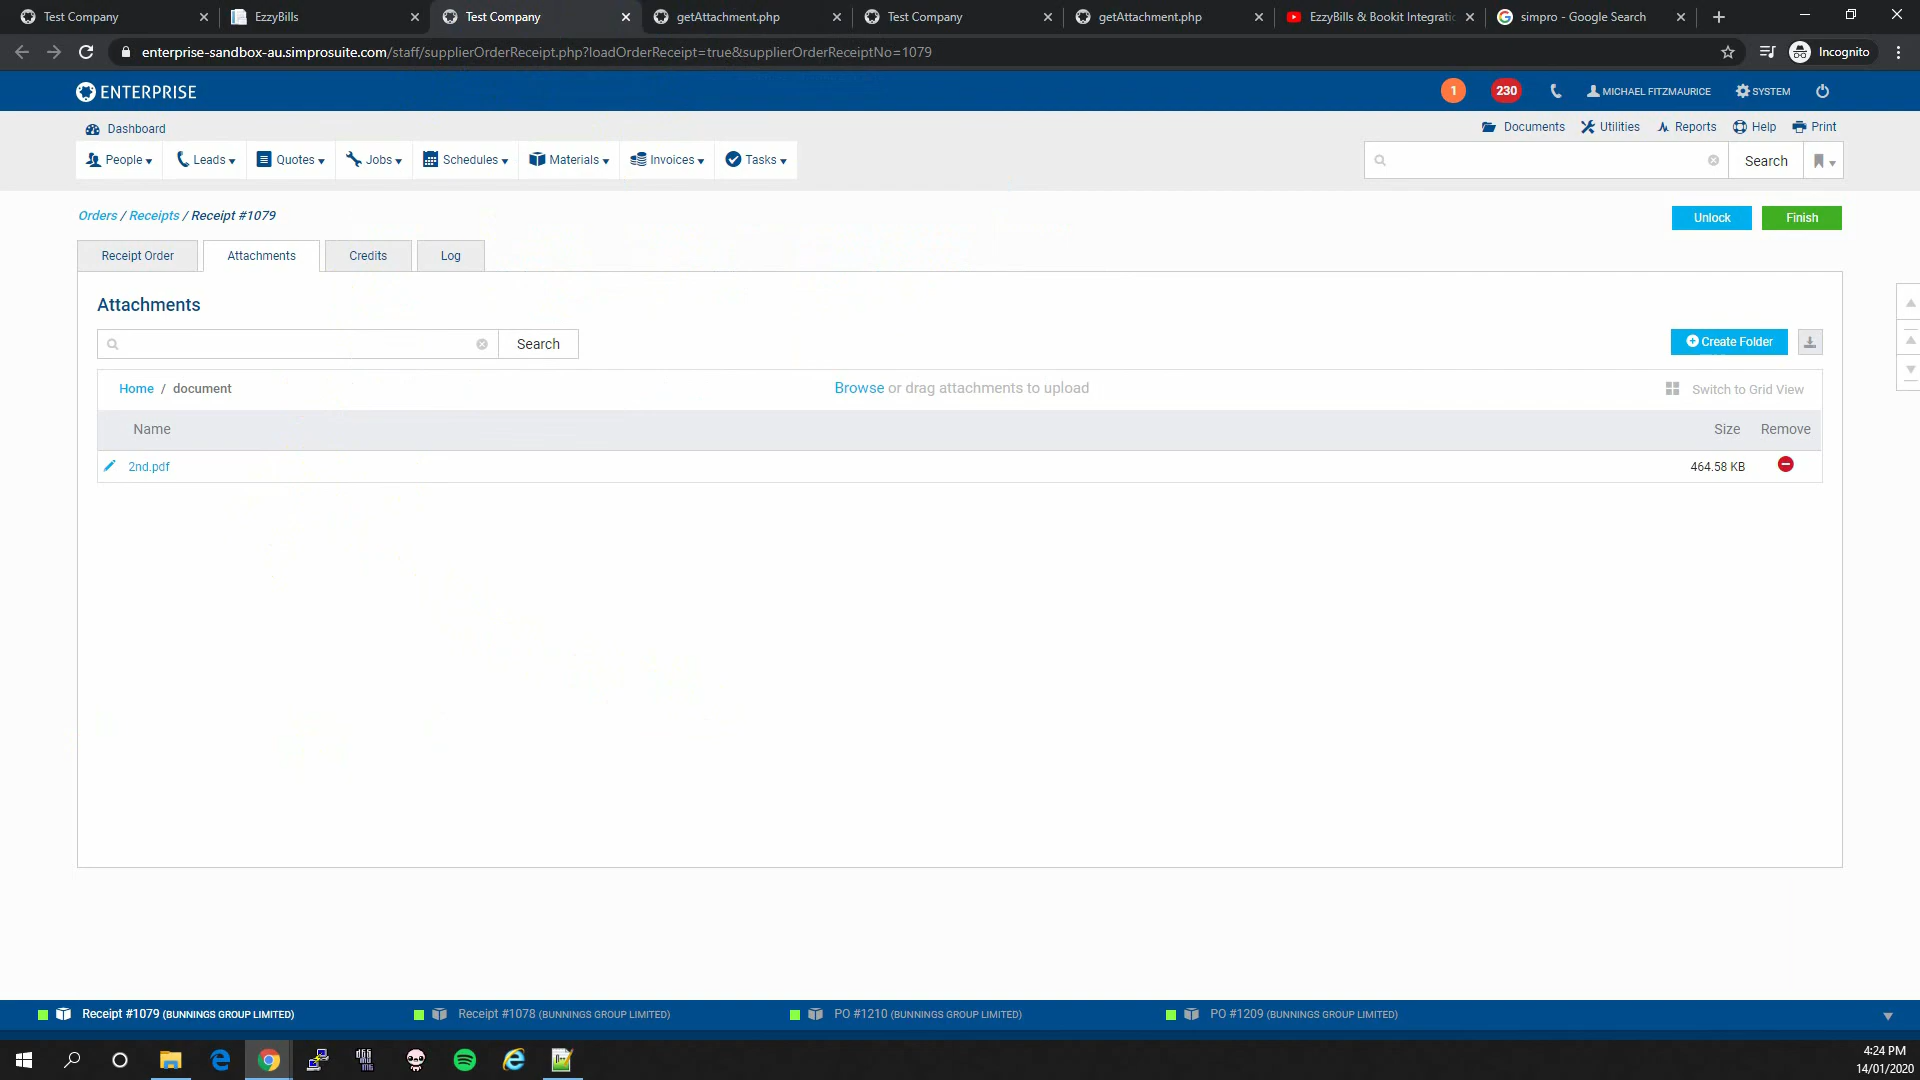 Test Company
EzzyBills
Test Company
getAttachment.php
Test Company
getAttachment.php
EzzyBills & Bookit Integrati
simpro - Google Search
enterprise-sandbox-au.simprosuite.com/staff/supplierOrderReceipt.php?loadOrderReceipt=true&supplierOrderReceiptNo=1079
Incognito
ENTERPRISE
1
230
MICHAEL FITZMAURICE
SYSTEM
Dashboard
Documents
Utilities
Reports
Help
Print
People
Leads
Quotes
Jobs
Schedules
Materials
Invoices
Tasks
Search
Orders / Receipts / Receipt #1079
Unlock
Finish
Receipt Order
Attachments
Credits
Log
Attachments
Search
Create Folder
Home / document
Browse or drag attachments to upload
Switch to Grid View
Name
Size
Remove
2nd.pdf
464.58 KB
Receipt #1079 (BUNNINGS GROUP LIMITED)
Receipt #1078 (BUNNINGS GROUP LIMITED)
PO #1210 (BUNNINGS GROUP LIMITED)
PO #1209 (BUNNINGS GROUP LIMITED)
4:24 PM
14/01/2020